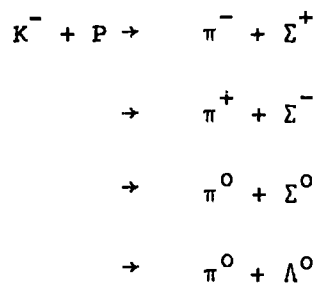 K⁻ + P → π⁻ + Σ⁺
→ π⁺ + Σ⁻
→ π⁰ + Σ⁰
→ π⁰ + Λ⁰